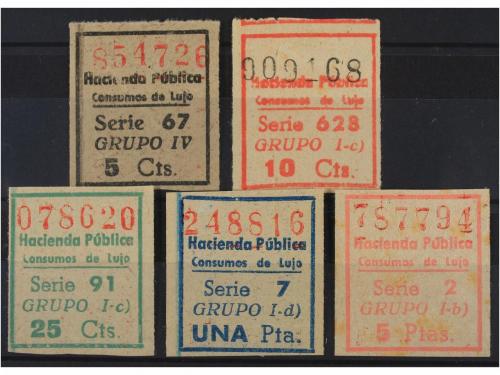 854726
Hacienda Pública
Consumos de Lujo
Serie 67
GRUPO IV
5 Cts.
909168
Hacienda Pública
Consumos de Lujo
Serie 628
GRUPO I-c)
10 Cts.
078620
Hacienda Pública
Consumos de Lujo
Serie 91
GRUPO I-c)
25 Cts.
248816
Hacienda Pública
Consumos de Lujo
Serie 7
GRUPO I-d)
UNA Pta.
787794
Hacienda Pública
Consumos de Lujo
Serie 2
GRUPO I-b)
5 Ptas.